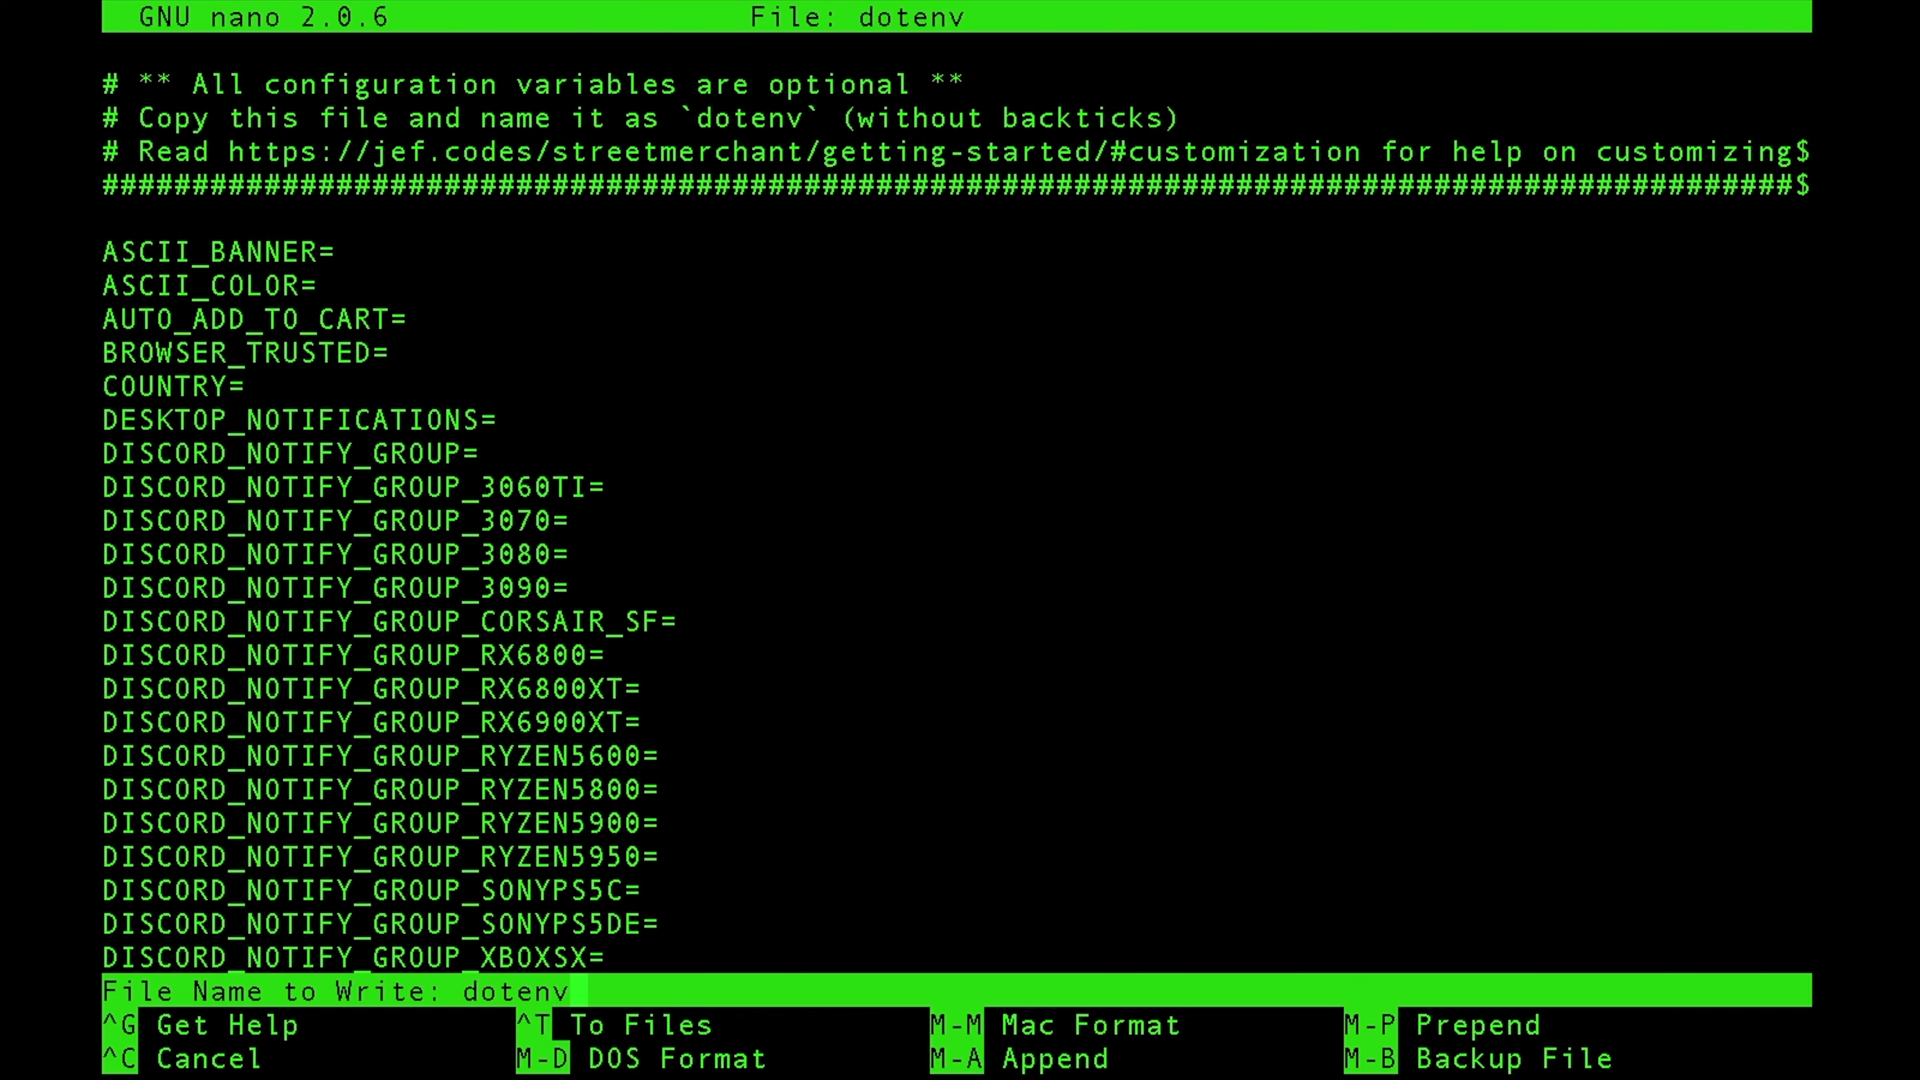 GNU nano 2.0.6 File: dotenv
# ** All configuration variables are optional **
# Copy this file and name it as `dotenv` (without backticks)
# Read https://jef.codes/streetmerchant/getting-started/#customization for help on customizing$
##############################################################################################$
ASCII_BANNER=
ASCII_COLOR=
AUTO_ADD_TO_CART=
BROWSER_TRUSTED=
COUNTRY=
DESKTOP_NOTIFICATIONS=
DISCORD_NOTIFY_GROUP=
DISCORD_NOTIFY_GROUP_3060TI=
DISCORD_NOTIFY_GROUP_3070=
DISCORD_NOTIFY_GROUP_3080=
DISCORD_NOTIFY_GROUP_3090=
DISCORD_NOTIFY_GROUP_CORSAIR_SF=
DISCORD_NOTIFY_GROUP_RX6800=
DISCORD_NOTIFY_GROUP_RX6800XT=
DISCORD_NOTIFY_GROUP_RX6900XT=
DISCORD_NOTIFY_GROUP_RYZEN5600=
DISCORD_NOTIFY_GROUP_RYZEN5800=
DISCORD_NOTIFY_GROUP_RYZEN5900=
DISCORD_NOTIFY_GROUP_RYZEN5950=
DISCORD_NOTIFY_GROUP_SONYPS5C=
DISCORD_NOTIFY_GROUP_SONYPS5DE=
DISCORD_NOTIFY_GROUP_XBOXSX=
File Name to Write: dotenv
^G Get Help ^T To Files M-M Mac Format M-P Prepend
^C Cancel M-D DOS Format M-A Append M-B Backup File